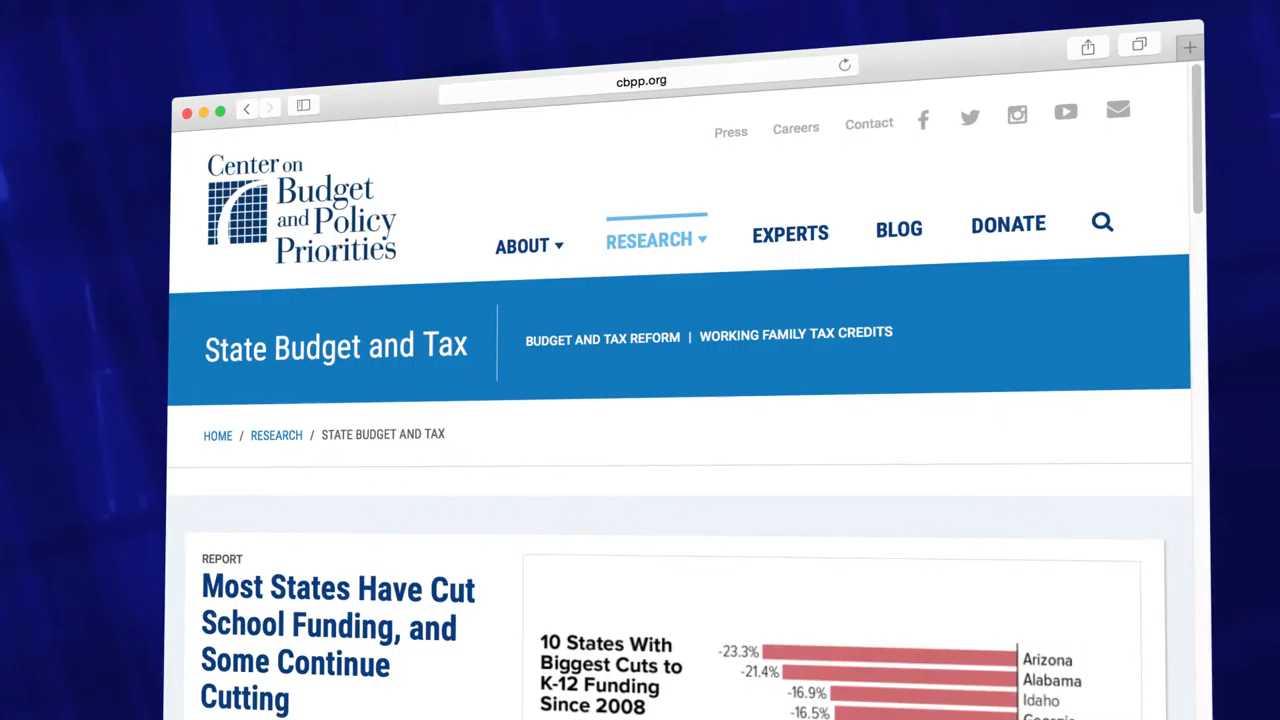 cbpp.org
Press Careers Contact
Center on
Budget
and Policy
Priorities
ABOUT RESEARCH EXPERTS BLOG DONATE
State Budget and Tax
BUDGET AND TAX REFORM | WORKING FAMILY TAX CREDITS
HOME / RESEARCH / STATE BUDGET AND TAX
REPORT
Most States Have Cut
School Funding, and
Some Continue
Cutting
10 States With
Biggest Cuts to
K-12 Funding
Since 2008
-23.3% Arizona
-21.4% Alabama
-16.9% Idaho
-16.5% Georgia